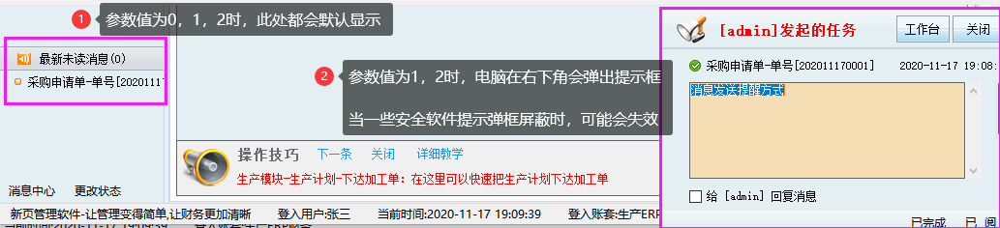 1 参数值为0，1，2时，此处都会默认显示
最新未读消息(0)
采购申请单-单号[2020111
消息中心 更改状态
2 参数值为1，2时，电脑在右下角会弹出提示框
当一些安全软件提示弹框屏蔽时，可能会失效
操作技巧 下一条 关闭 详细教学
生产模块-生产计划-下达加工单：在这里可以快速把生产计划下达加工单
新页管理软件-让管理变得简单,让财务更加清晰 登入用户:张三 当前时间:2020-11-17 19:09:39 登入账套:生产ERP
[admin]发起的任务 工作台 关闭
采购申请单-单号[202011170001] 2020-11-17 19:08:
消息发送提醒方式
给 [admin] 回复消息
已完成 已 阅